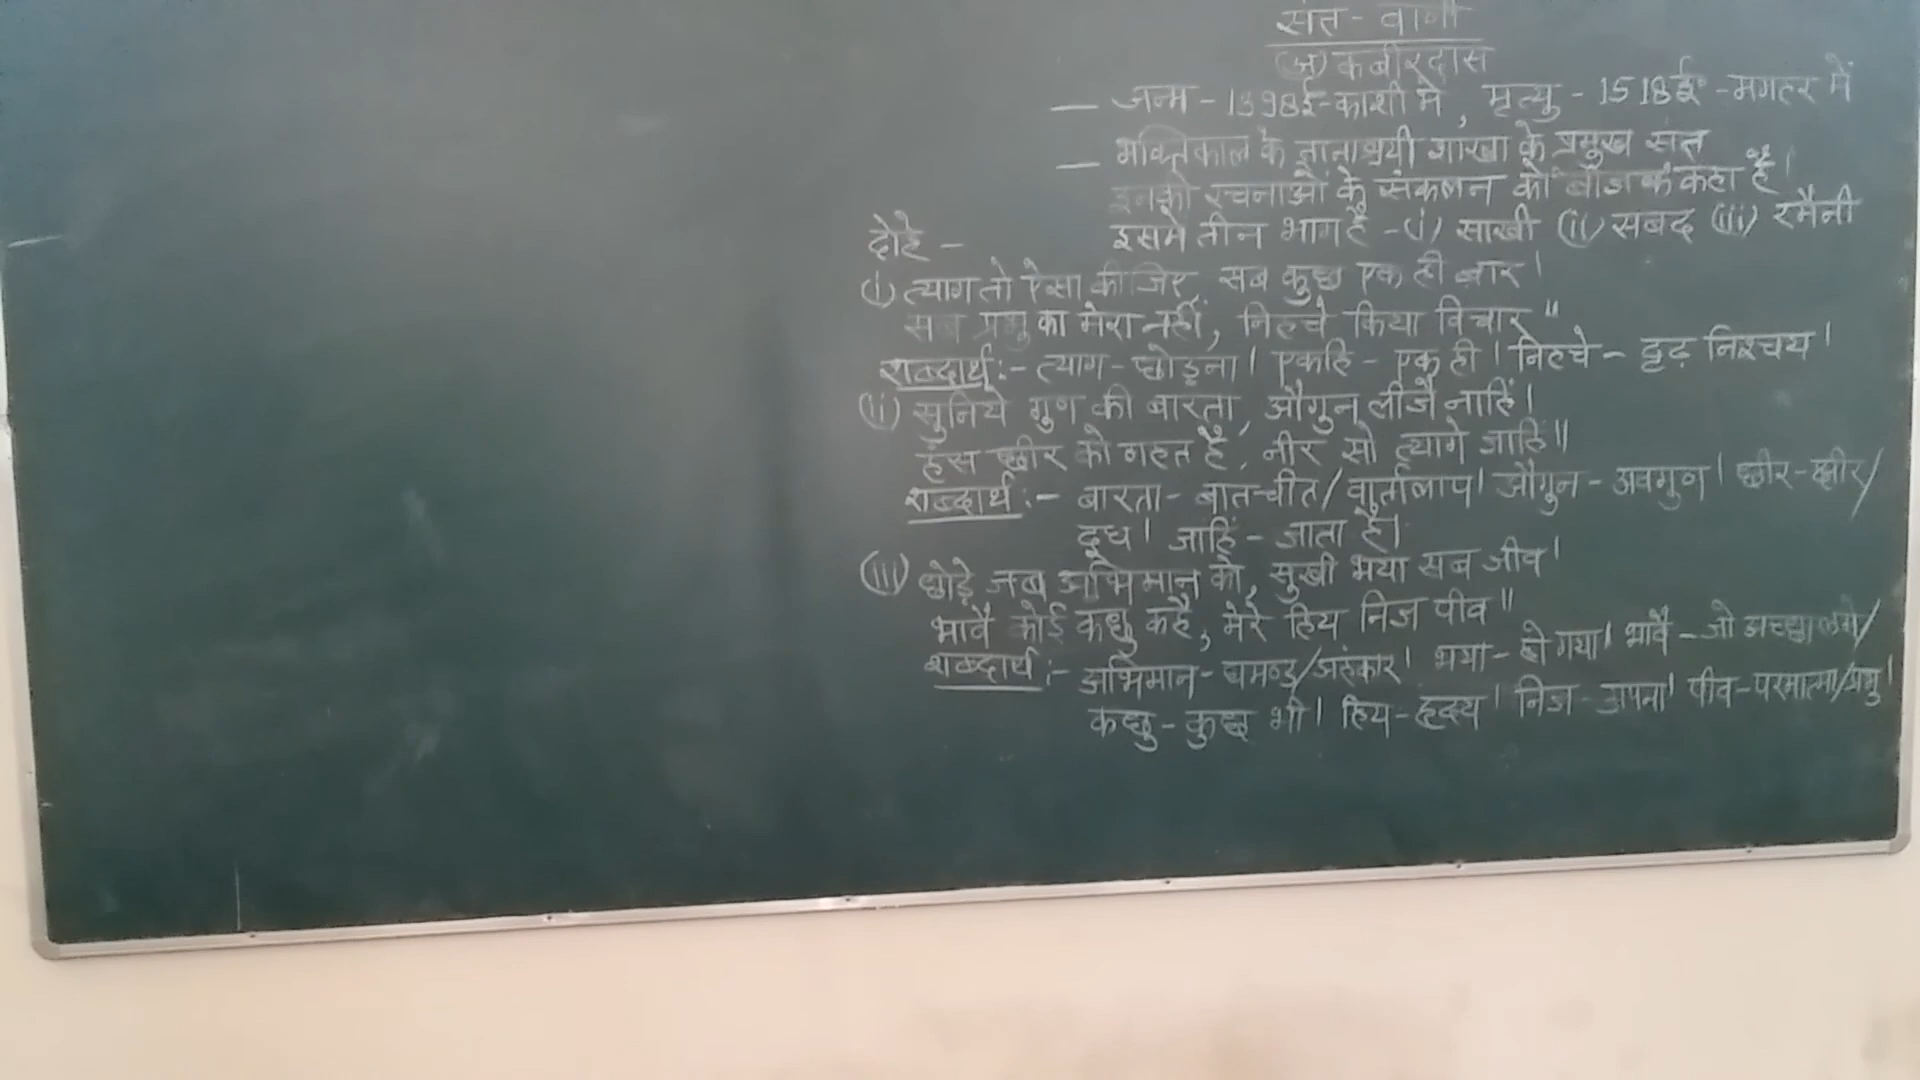 संत - वाणी
(अ) कबीरदास
— जन्म - 1398ई-काशी मे, मृत्यु - 1518ई० - मगहर में
— भक्तिकाल के ज्ञानाश्रयी शाखा के प्रमुख संत
इनकी रचनाओं के संकलन को बीजक कहा है।
इसमे तीन भाग है - (i) साखी (ii) सबद (iii) रमैनी
दोहे -
(i) त्याग तो ऐसा कीजिए, सब कुछ एक ही बार।
सब प्रभु का मेरा नहीं, निहचे किया विचार॥
शब्दार्थ :- त्याग - छोड़ना। एकहि - एक ही। निहचे - दृढ़ निश्चय।
(ii) सुनिये गुण की बारता, औगुन लीजै नाहिं।
हंस छीर को गहत है, नीर सो त्यागे जाहिं॥
शब्दार्थ :- बारता - बात-चीत/वार्तालाप। औगुन - अवगुण। छीर-क्षीर/
दूध। जाहिं - जाता है।
(iii) छोड़े जब अभिमान को, सुखी भया सब जीव।
भावै कोई कछु कहै, मेरे हिय निज पीव॥
शब्दार्थ :- अभिमान - घमण्ड/अहंकार। भया - हो गया। भावै - जो अच्छा लगे/
कछु - कुछ भी। हिय - हृदय। निज - अपना। पीव - परमात्मा/प्रभु।